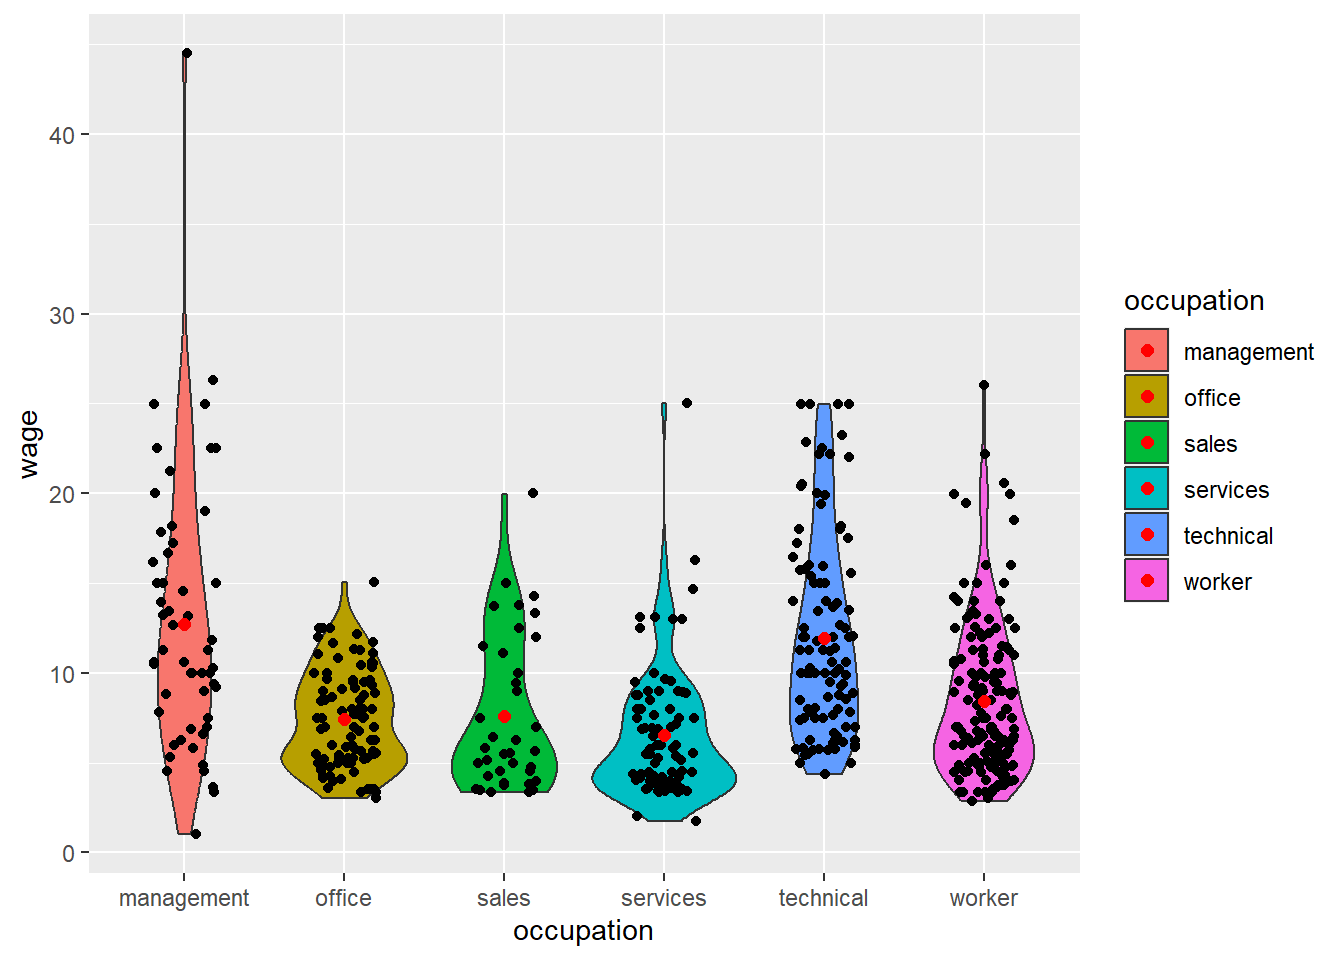 40
30
20
10
0
wage
management office sales services technical worker
occupation
occupation
management
office
sales
services
technical
worker